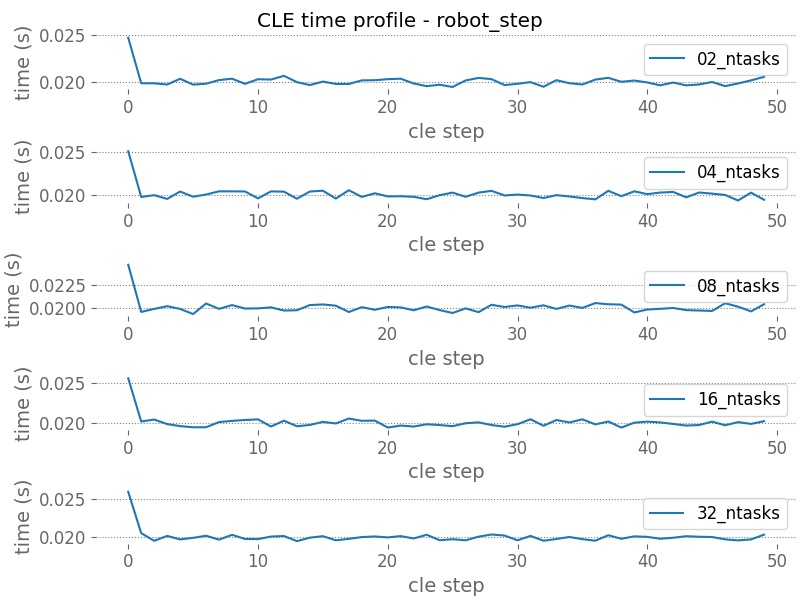 CLE time profile - robot_step
time (s)
0.025
0.020
02_ntasks
0 10 20 30 40 50
cle step
time (s)
0.025
0.020
04_ntasks
0 10 20 30 40 50
cle step
time (s)
0.0225
0.0200
08_ntasks
0 10 20 30 40 50
cle step
time (s)
0.025
0.020
16_ntasks
0 10 20 30 40 50
cle step
time (s)
0.025
0.020
32_ntasks
0 10 20 30 40 50
cle step